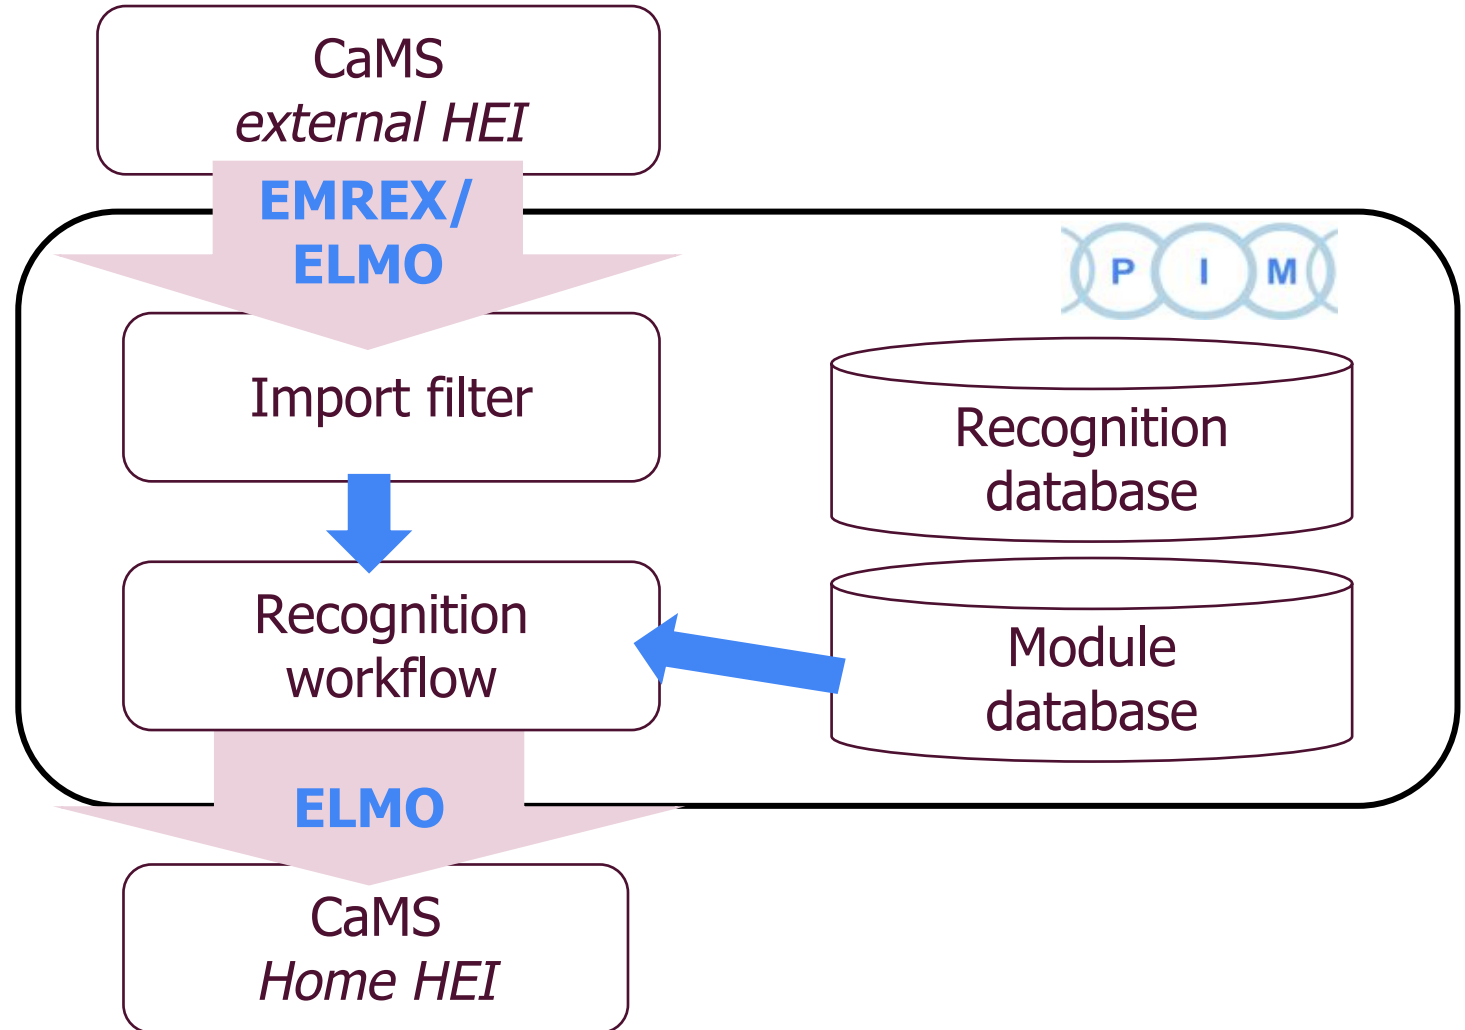 CaMS
external HEI
EMREX/
ELMO
P I M
Import filter
Recognition
database
Recognition
workflow
Module
database
ELMO
CaMS
Home HEI